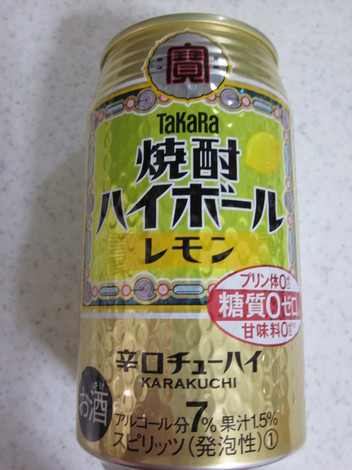 寶
TaKaRa
焼酎
ハイボール
レモン
プリン体0
糖質0ゼロ
甘味料0
辛口チューハイ
KARAKUCHI
お酒
アルコール分7%果汁1.5%
スピリッツ(発泡性)①